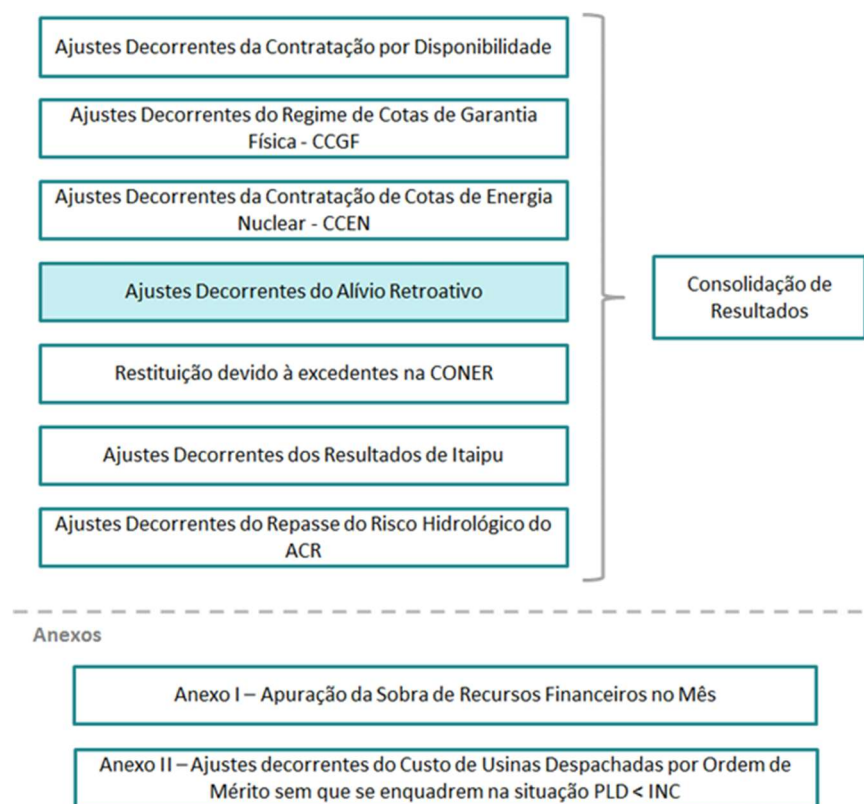 Ajustes Decorrentes da Contratação por Disponibilidade
Ajustes Decorrentes do Regime de Cotas de Garantia
Física - CCGF
Ajustes Decorrentes da Contratação de Cotas de Energia
Nuclear - CCEN
Ajustes Decorrentes do Alívio Retroativo
Restituição devido à excedentes na CONER
Ajustes Decorrentes dos Resultados de Itaipu
Ajustes Decorrentes do Repasse do Risco Hidrológico do
ACR
Consolidação de
Resultados
Anexos
Anexo I – Apuração da Sobra de Recursos Financeiros no Mês
Anexo II – Ajustes decorrentes do Custo de Usinas Despachadas por Ordem de
Mérito sem que se enquadrem na situação PLD < INC